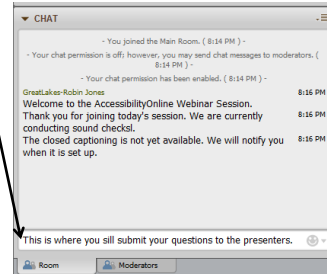 CHAT
- You joined the Main Room. ( 8:14 PM ) -
- Your chat permission is off; however, you may send chat messages to moderators. (
8:14 PM ) -
- Your chat permission has been enabled. ( 8:14 PM ) -
GreatLakes-Robin Jones 8:16 PM
Welcome to the AccessibilityOnline Webinar Session.
Thank you for joining today's session. We are currently 8:16 PM
conducting sound checksl.
The closed captioning is not yet available. We will notify you 8:16 PM
when it is set up.
This is where you sill submit your questions to the presenters.
Room Moderators